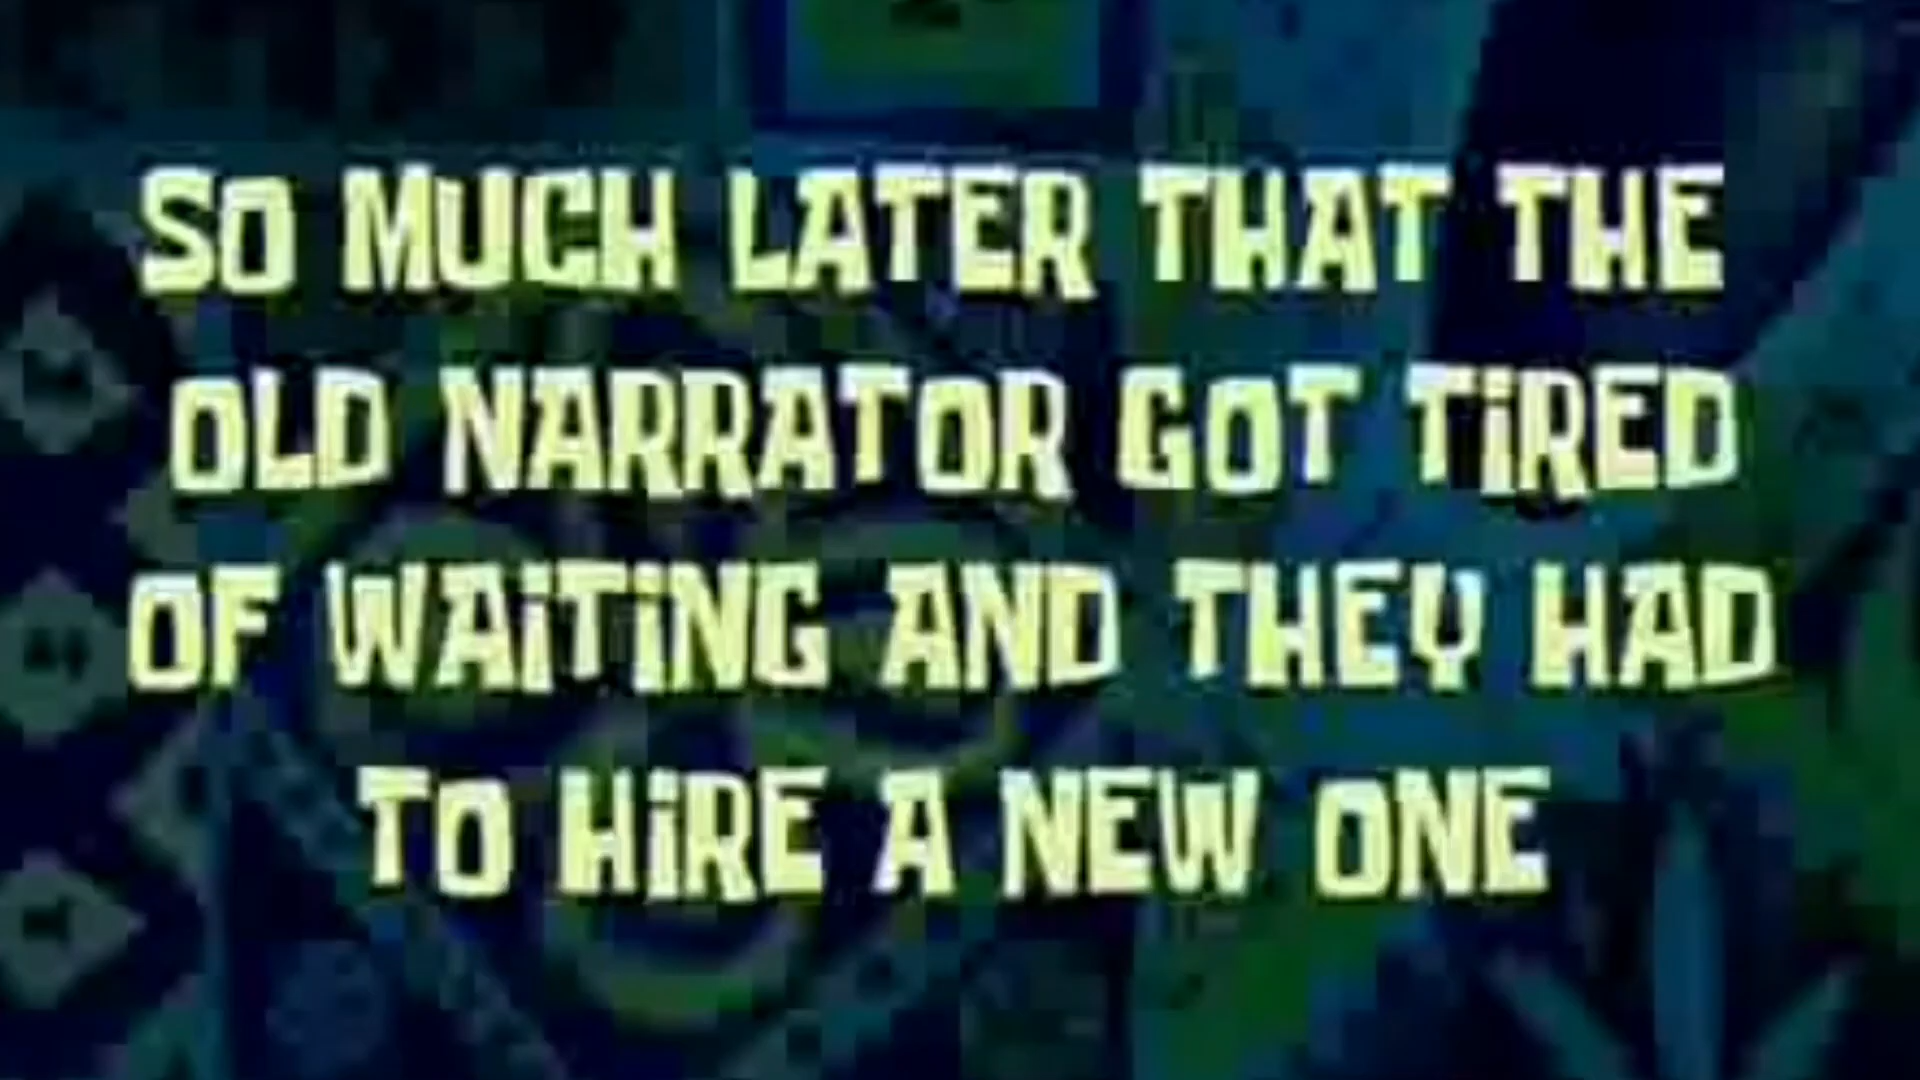 SO MUCH LATER THAT THE
OLD NARRATOR GOT TiRED
OF WAiTiNG AND THEY HAD
TO HiRE A NEW ONE